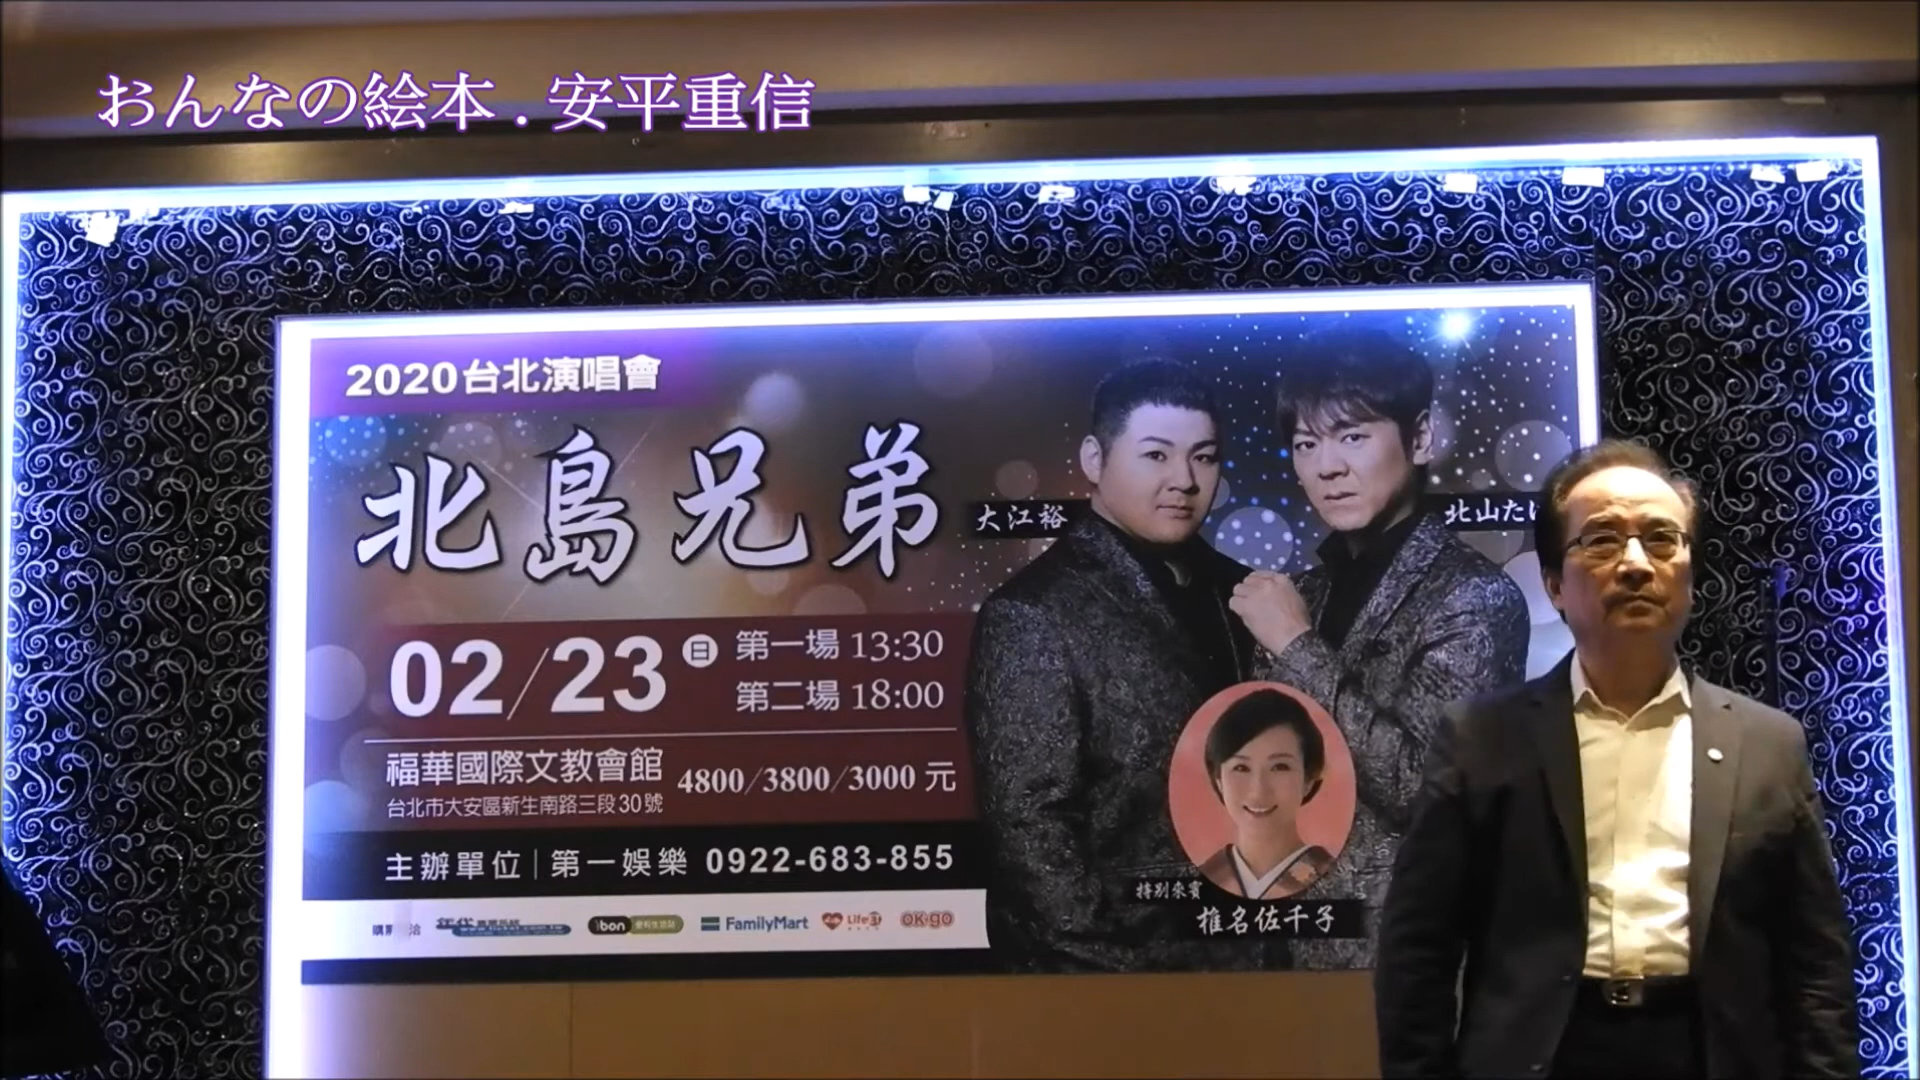 おんなの絵本 . 安平重信
2020台北演唱會
北島兄弟
大江裕
北山たけ
02/23 日 第一場 13:30
第二場 18:00
福華國際文教會館
台北市大安區新生南路三段30號
4800/3800/3000 元
主辦單位|第一娛樂 0922-683-855
特別來賓
椎名佐千子
ibon
FamilyMart
Life
OK·go